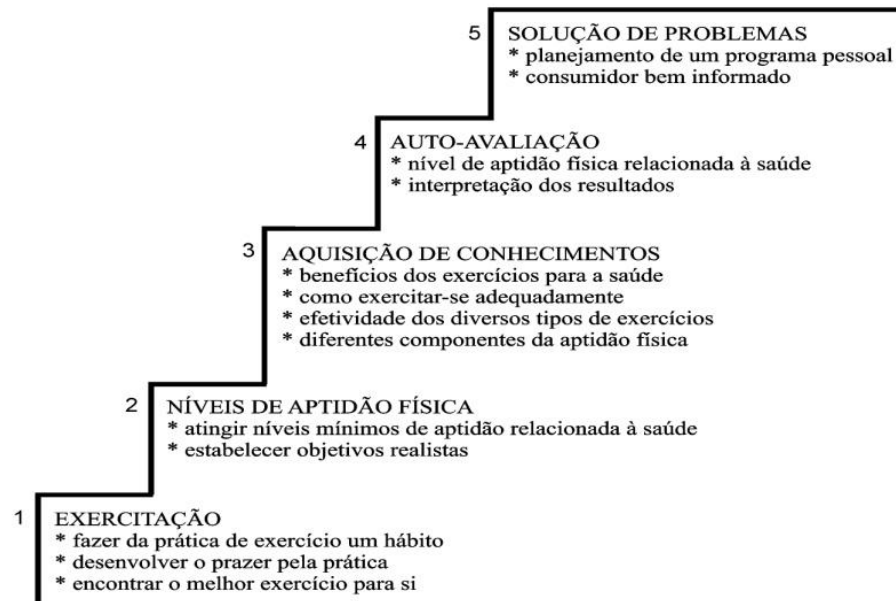 5 SOLUÇÃO DE PROBLEMAS
* planejamento de um programa pessoal
* consumidor bem informado
4 AUTO-AVALIAÇÃO
* nível de aptidão física relacionada à saúde
* interpretação dos resultados
3 AQUISIÇÃO DE CONHECIMENTOS
* benefícios dos exercícios para a saúde
* como exercitar-se adequadamente
* efetividade dos diversos tipos de exercícios
* diferentes componentes da aptidão física
2 NÍVEIS DE APTIDÃO FÍSICA
* atingir níveis mínimos de aptidão relacionada à saúde
* estabelecer objetivos realistas
1 EXERCITAÇÃO
* fazer da prática de exercício um hábito
* desenvolver o prazer pela prática
* encontrar o melhor exercício para si